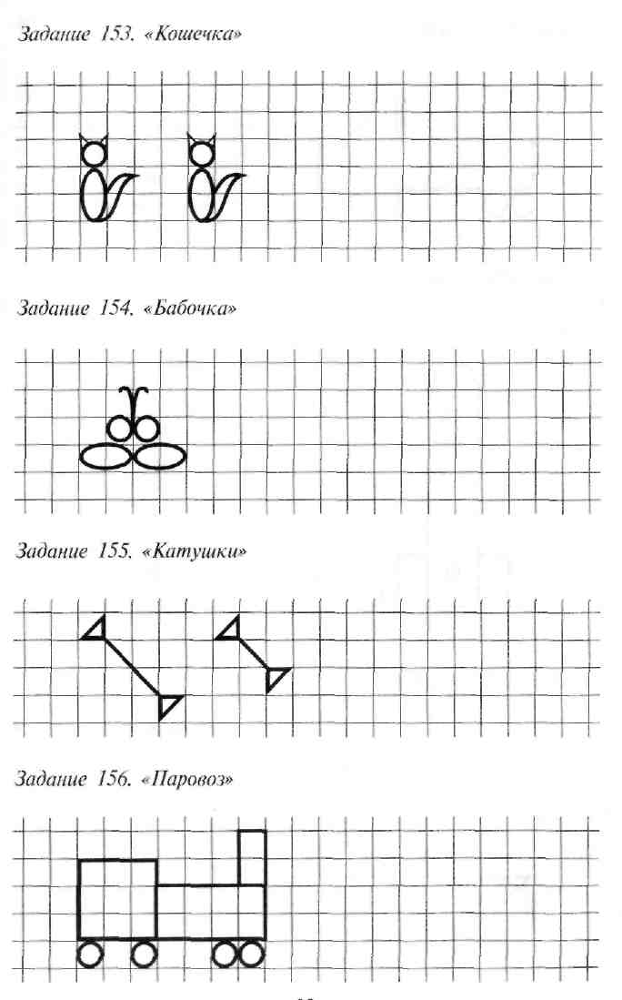 Задание 153. «Кошечка»
Задание 154. «Бабочка»
Задание 155. «Катушки»
Задание 156. «Паровоз»